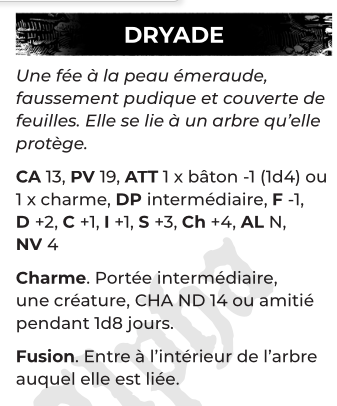 DRYADE
Une fée à la peau émeraude,
faussement pudique et couverte de
feuilles. Elle se lie à un arbre qu'elle
protège.
CA 13, PV 19, ATT 1 x bâton -1 (1d4) ou
1 x charme, DP intermédiaire, F -1,
D +2, C +1, I +1, S +3, Ch +4, AL N,
NV 4
Charme. Portée intermédiaire,
une créature, CHA ND 14 ou amitié
pendant 1d8 jours.
Fusion. Entre à l'intérieur de l'arbre
auquel elle est liée.
Alpha